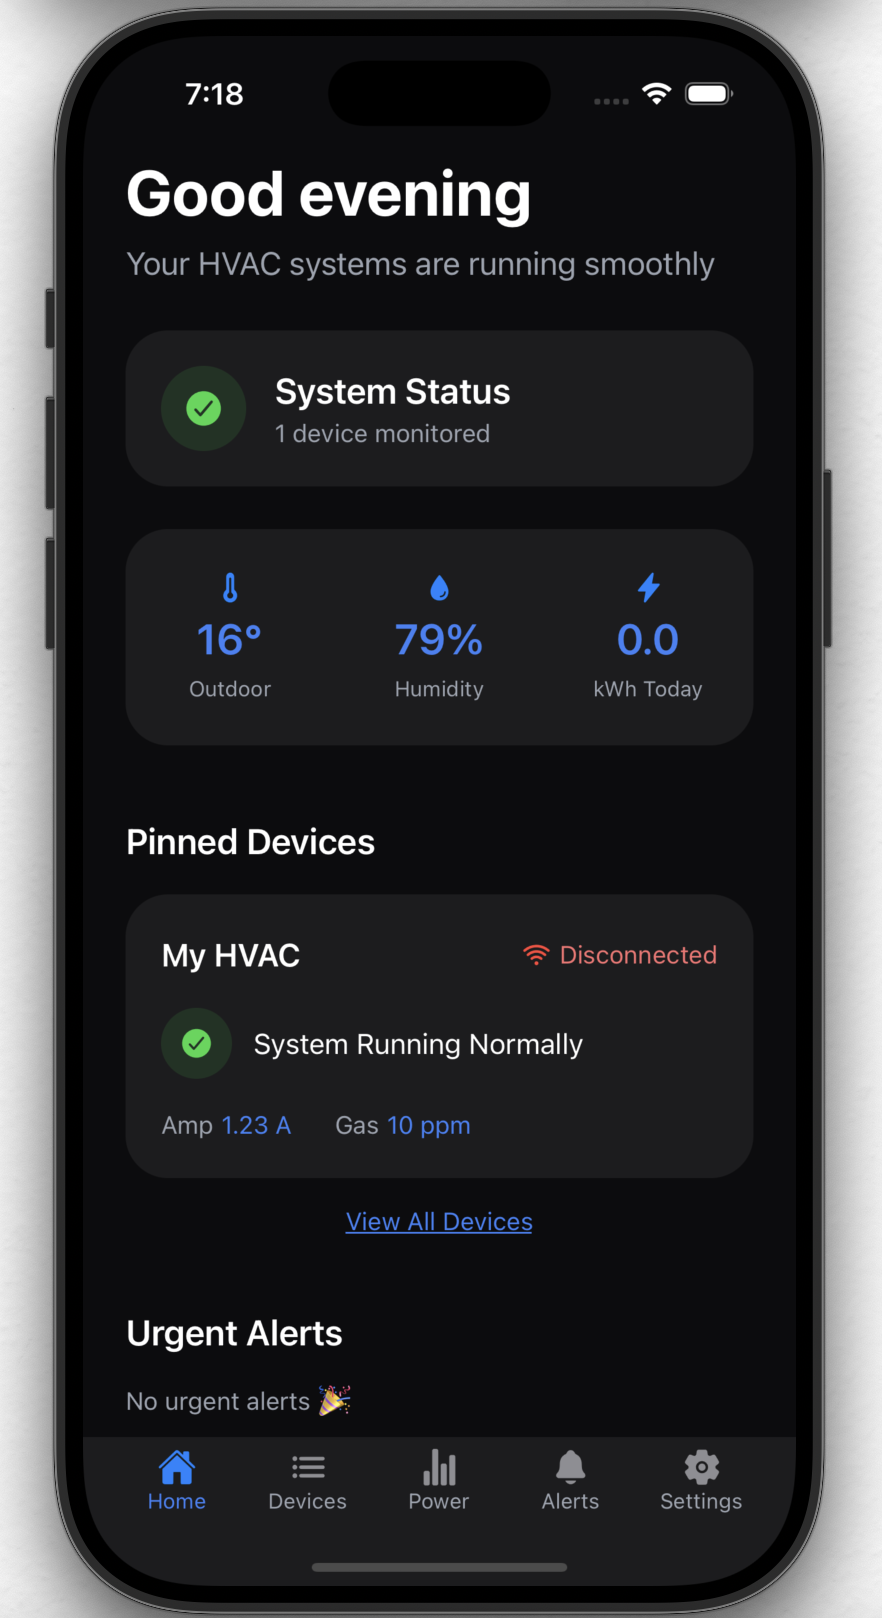 7:18
Good evening
Your HVAC systems are running smoothly
System Status
1 device monitored
16° 79% 0.0
Outdoor Humidity kWh Today
Pinned Devices
My HVAC Disconnected
System Running Normally
Amp 1.23 A Gas 10 ppm
View All Devices
Urgent Alerts
No urgent alerts 🎉
Home Devices Power Alerts Settings